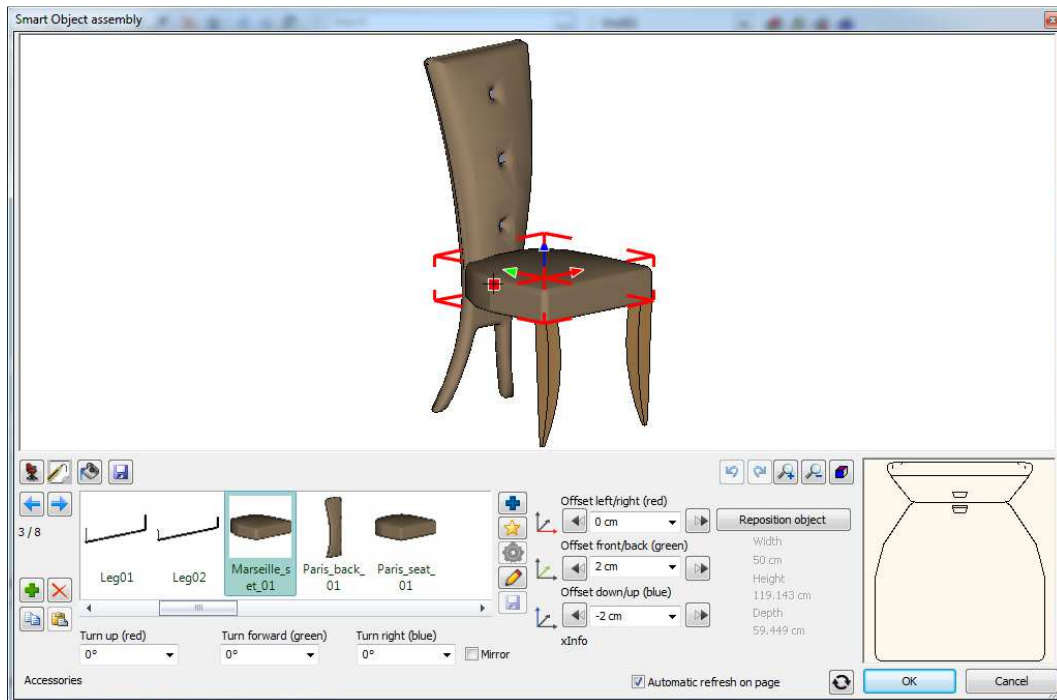 Smart Object assembly
3 / 8
Leg01
Leg02
Marseille_s
et_01
Paris_back_
01
Paris_seat_
01
Offset left/right (red)
0 cm
Offset front/back (green)
2 cm
Offset down/up (blue)
-2 cm
xInfo
Reposition object
Width
50 cm
Height
119.143 cm
Depth
59.449 cm
Turn up (red)
0°
Turn forward (green)
0°
Turn right (blue)
0°
Mirror
Accessories
Automatic refresh on page
OK
Cancel